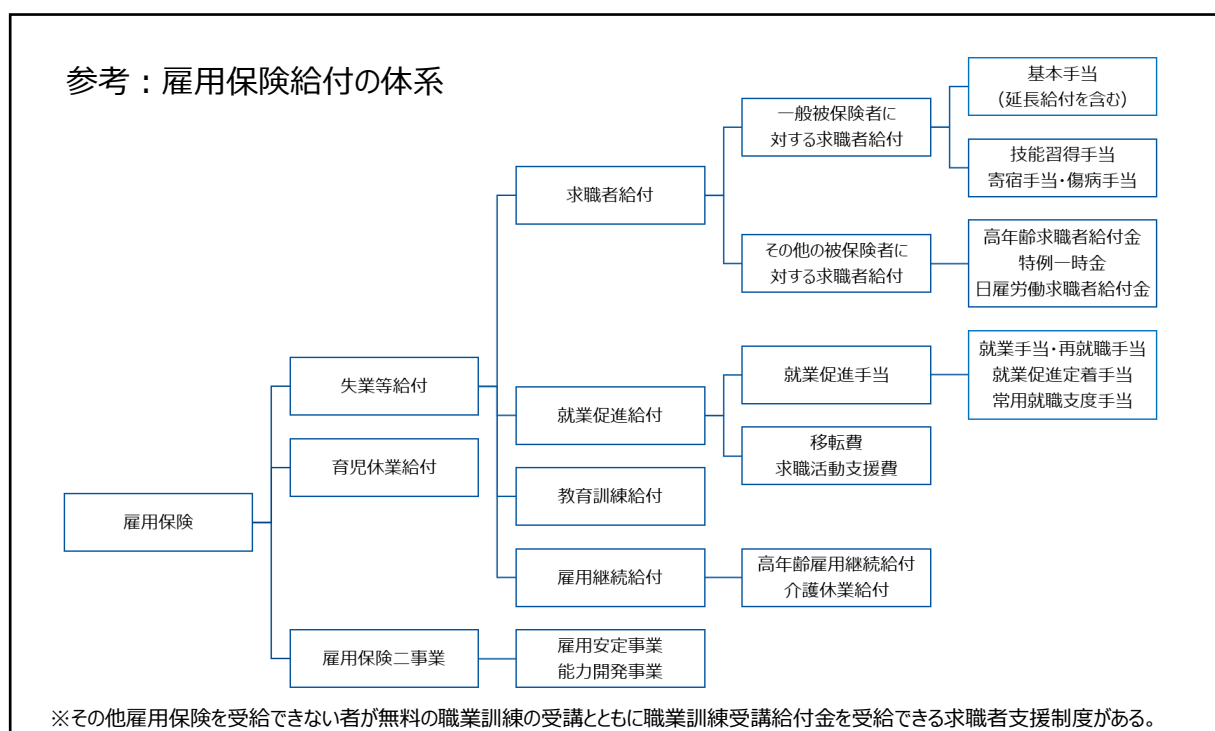 参考：雇用保険給付の体系
基本手当
(延長給付を含む)
一般被保険者に
対する求職者給付
技能習得手当
寄宿手当・傷病手当
求職者給付
高年齢求職者給付金
特例一時金
日雇労働求職者給付金
その他の被保険者に
対する求職者給付
就業手当・再就職手当
就業促進定着手当
常用就職支度手当
失業等給付
就業促進手当
就業促進給付
移転費
求職活動支援費
育児休業給付
教育訓練給付
雇用保険
雇用継続給付
高年齢雇用継続給付
介護休業給付
雇用保険二事業
雇用安定事業
能力開発事業
※その他雇用保険を受給できない者が無料の職業訓練の受講とともに職業訓練受講給付金を受給できる求職者支援制度がある。